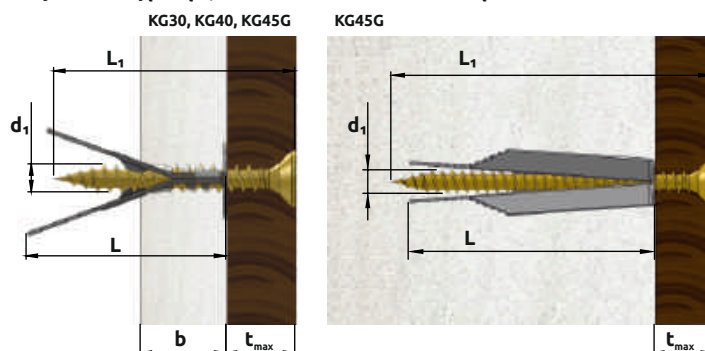 KG30, KG40, KG45G
KG45G
L₁
L₁
d₁
d₁
L
L
b
tmax
tmax